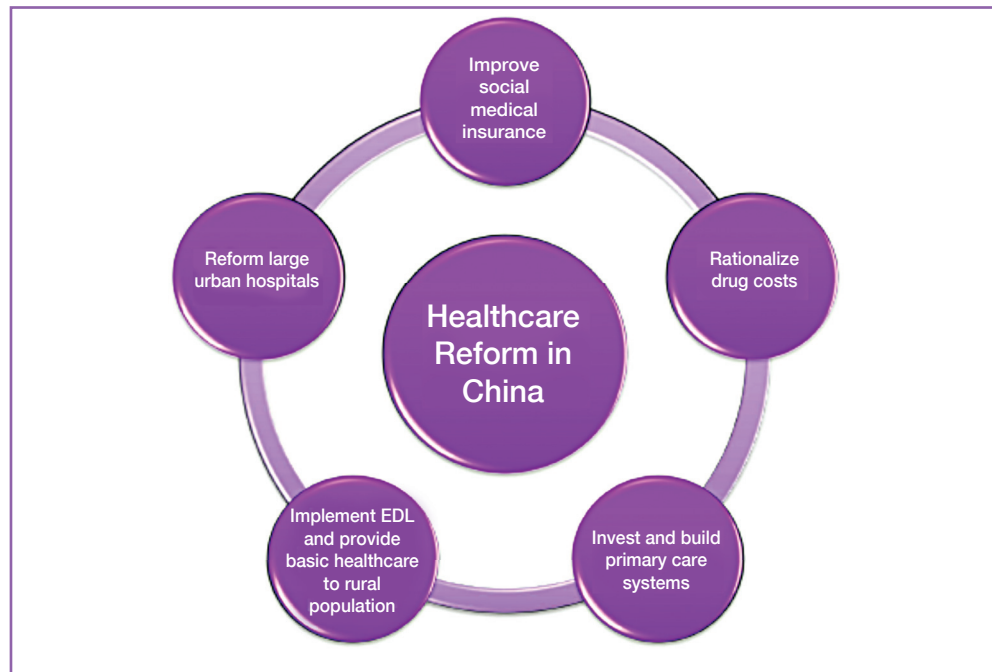 Improve
social
medical
insurance
Reform large
urban hospitals
Rationalize
drug costs
Healthcare
Reform in
China
Implement EDL
and provide
basic healthcare
to rural
population
Invest and build
primary care
systems